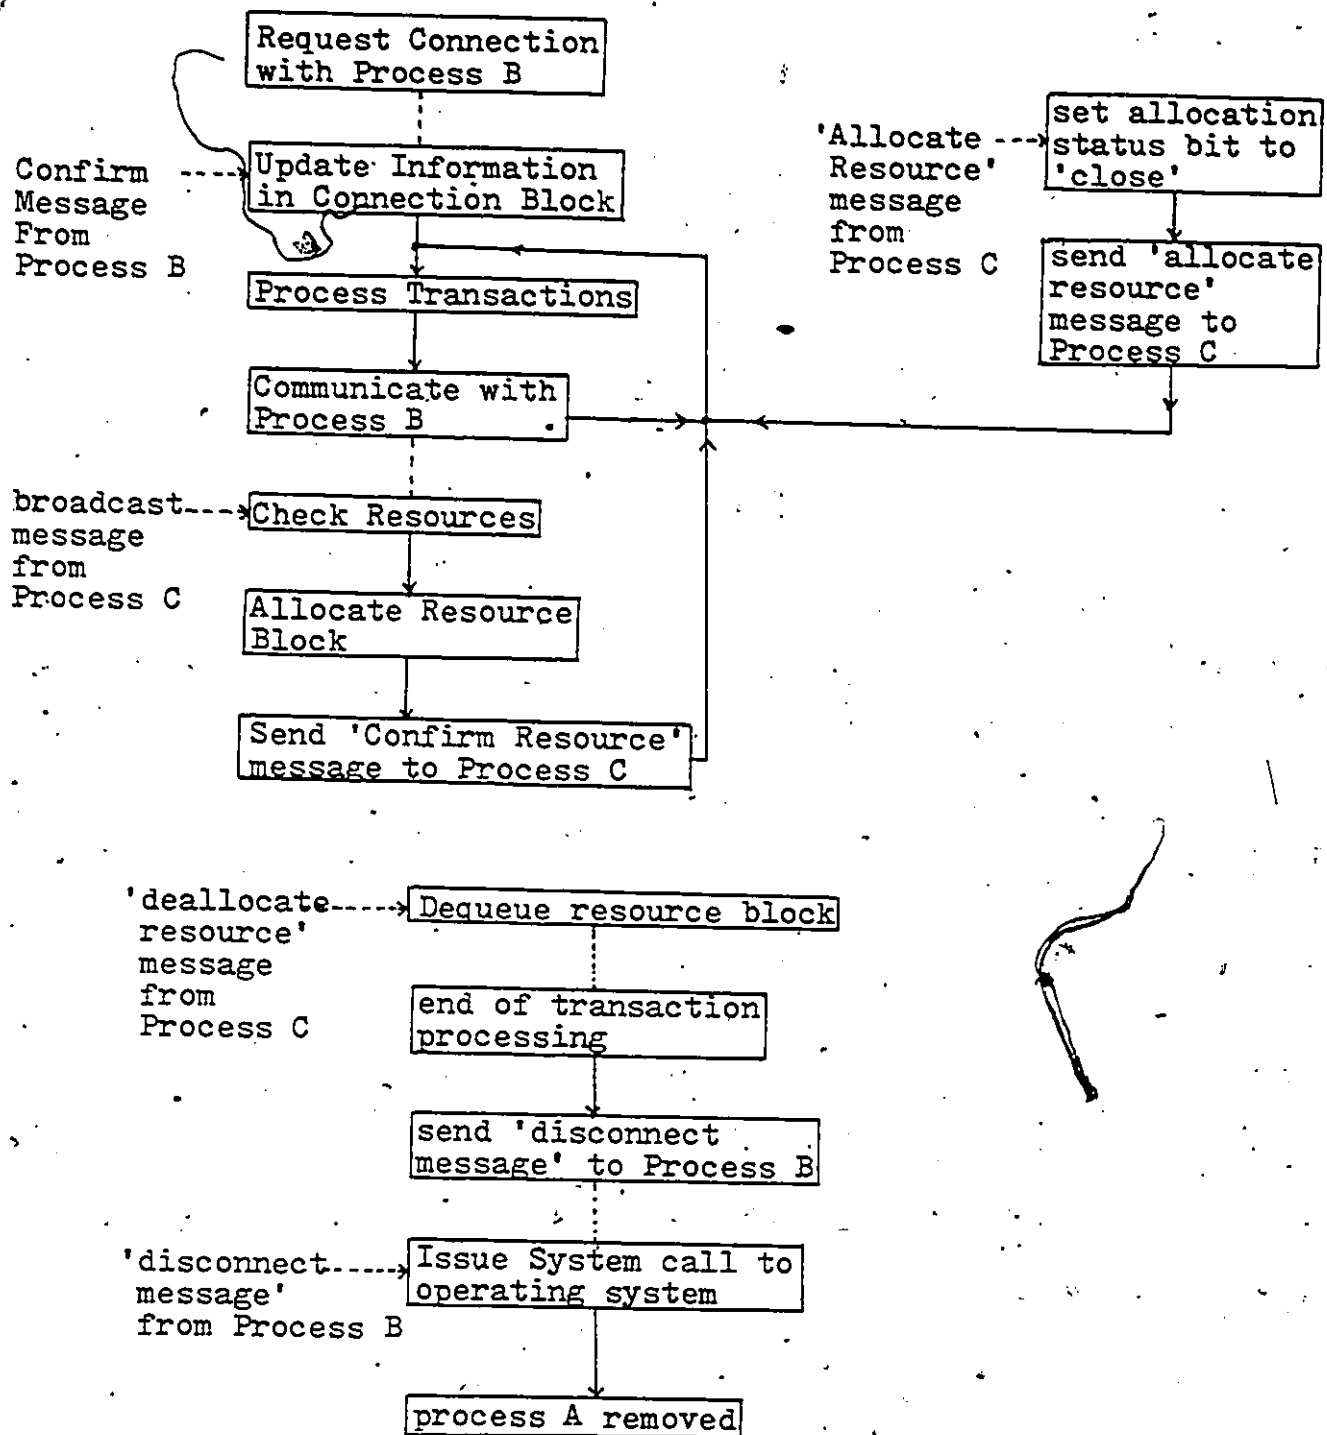 Request Connection
with Process B
Confirm
Message
From
Process B
Update Information
in Connection Block
Process Transactions
Communicate with
Process B
'Allocate
Resource'
message
from
Process C
set allocation
status bit to
'close'
send 'allocate
resource'
message to
Process C
broadcast
message
from
Process C
Check Resources
Allocate Resource
Block
Send 'Confirm Resource'
message to Process C
'deallocate
resource'
message
from
Process C
Dequeue resource block
end of transaction
processing
send 'disconnect
message' to Process B
'disconnect
message'
from Process B
Issue System call to
operating system
process A removed